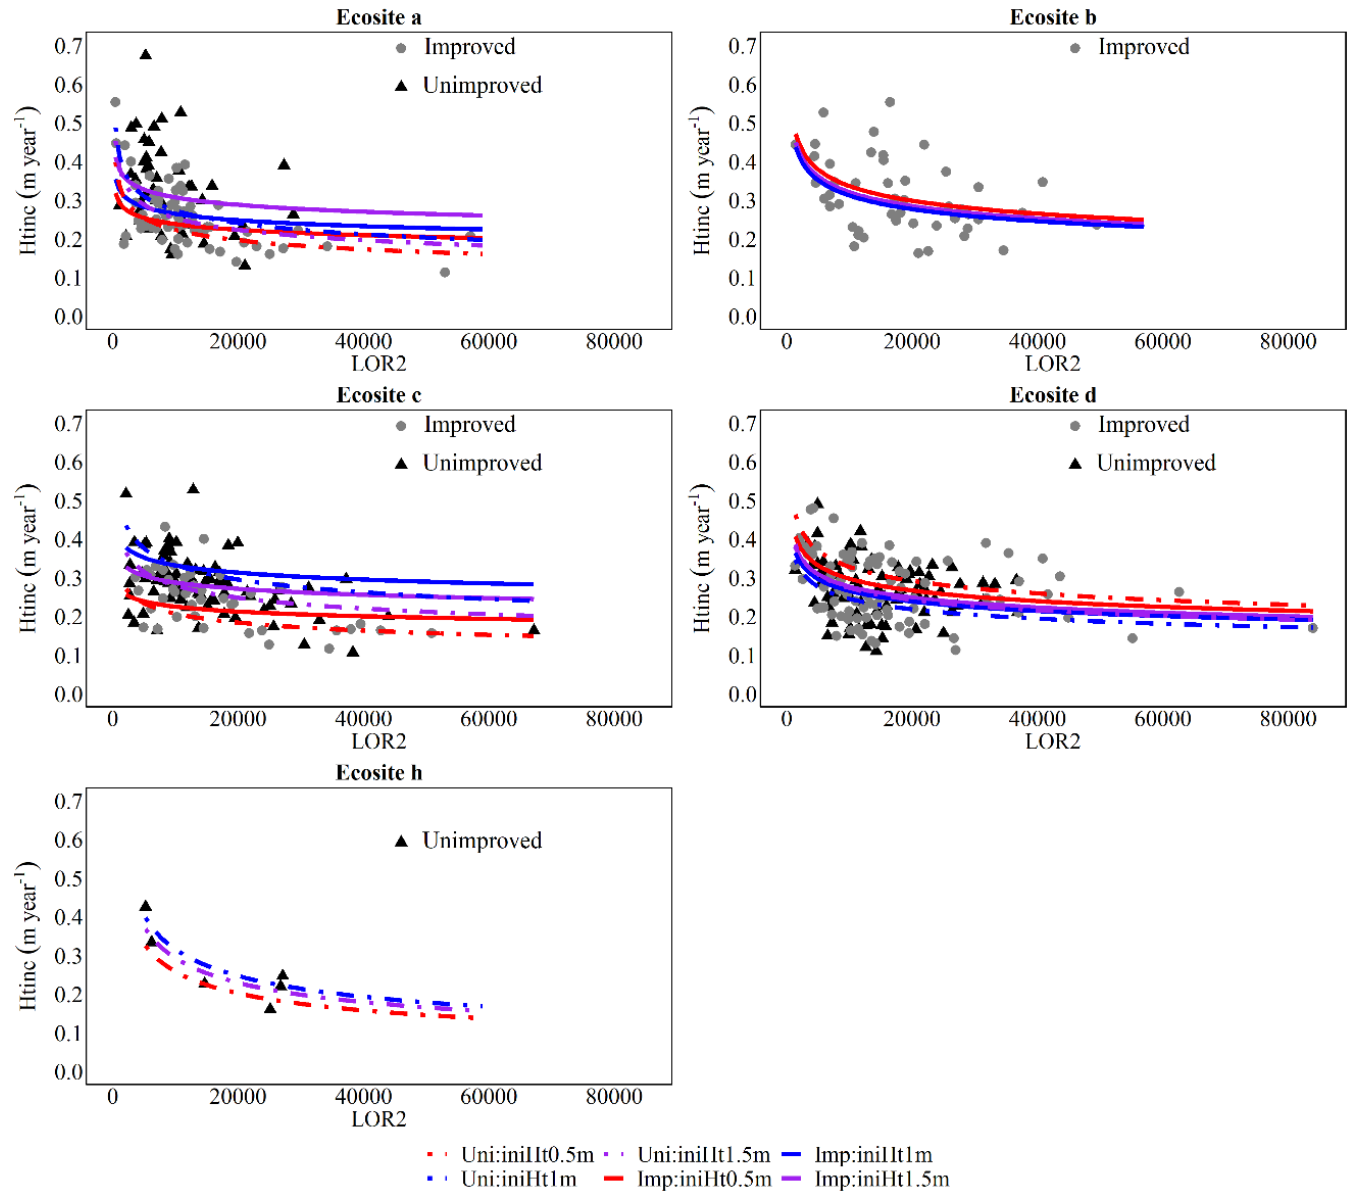 Ecosite a
Improved
Unimproved
0.7
0.6
0.5
0.4
0.3
0.2
0.1
0.0
Htinc (m year-1)
0 20000 40000 60000 80000
LOR2
Ecosite b
Improved
0.7
0.6
0.5
0.4
0.3
0.2
0.1
0.0
Htinc (m year-1)
0 20000 40000 60000 80000
LOR2
Ecosite c
Improved
Unimproved
0.7
0.6
0.5
0.4
0.3
0.2
0.1
0.0
Htinc (m year-1)
0 20000 40000 60000 80000
LOR2
Ecosite d
Improved
Unimproved
0.7
0.6
0.5
0.4
0.3
0.2
0.1
0.0
Htinc (m year-1)
0 20000 40000 60000 80000
LOR2
Ecosite h
Unimproved
0.7
0.6
0.5
0.4
0.3
0.2
0.1
0.0
Htinc (m year-1)
0 20000 40000 60000 80000
LOR2
Uni:iniHt0.5m Uni:iniHt1.5m Imp:iniHt1m
Uni:iniHt1m Imp:iniHt0.5m Imp:iniHt1.5m